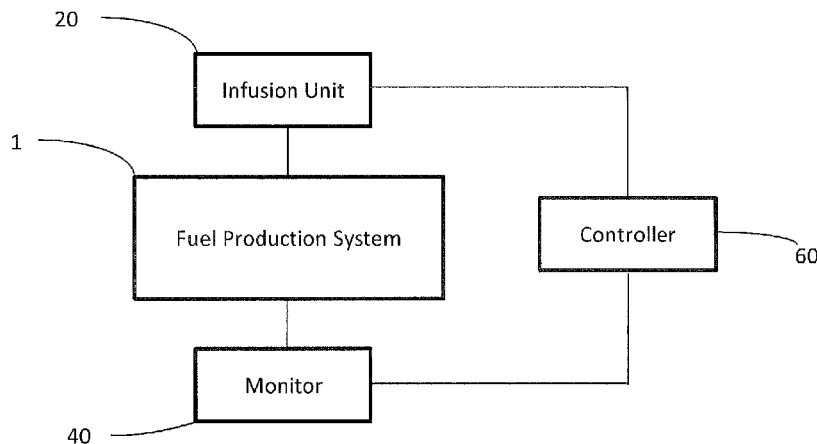 20
Infusion Unit
1
Fuel Production System
Controller
60
Monitor
40